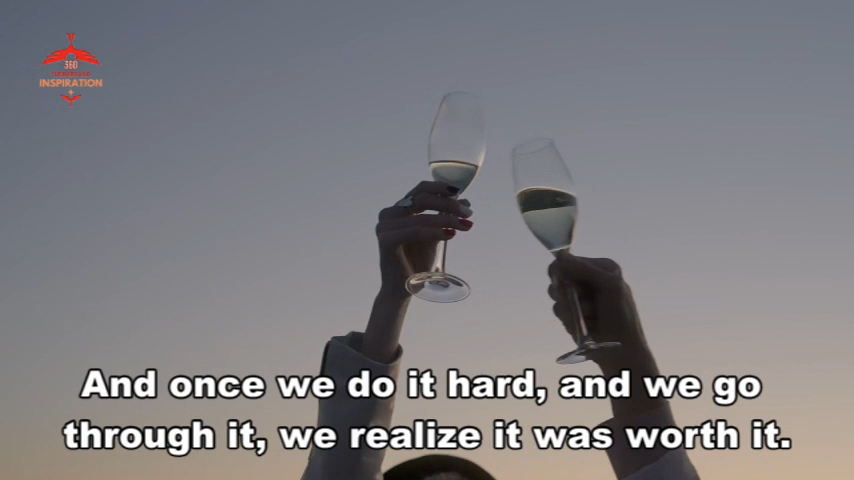 360
INSPIRATION
And once we do it hard, and we go
through it, we realize it was worth it.